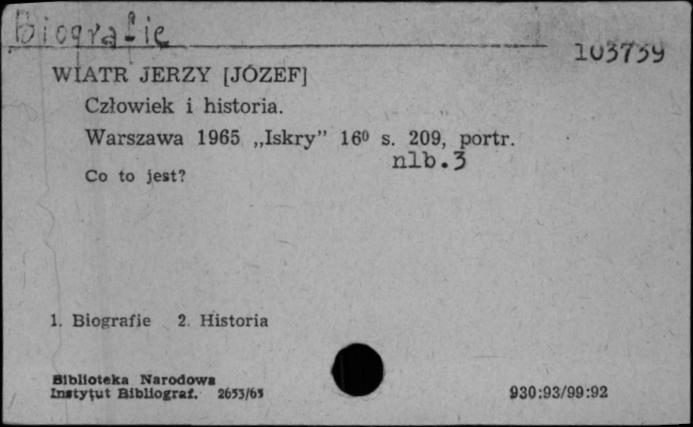 Biografie
103739
WIATR JERZY [JÓZEF]
Człowiek i historia.
Warszawa 1965 „Iskry” 16⁰ s. 209, portr.
nlb.3
Co to jest?
1. Biografie 2. Historia
Biblioteka Narodowa
Instytut Bibliograf. 2653/65
930:93/99:92